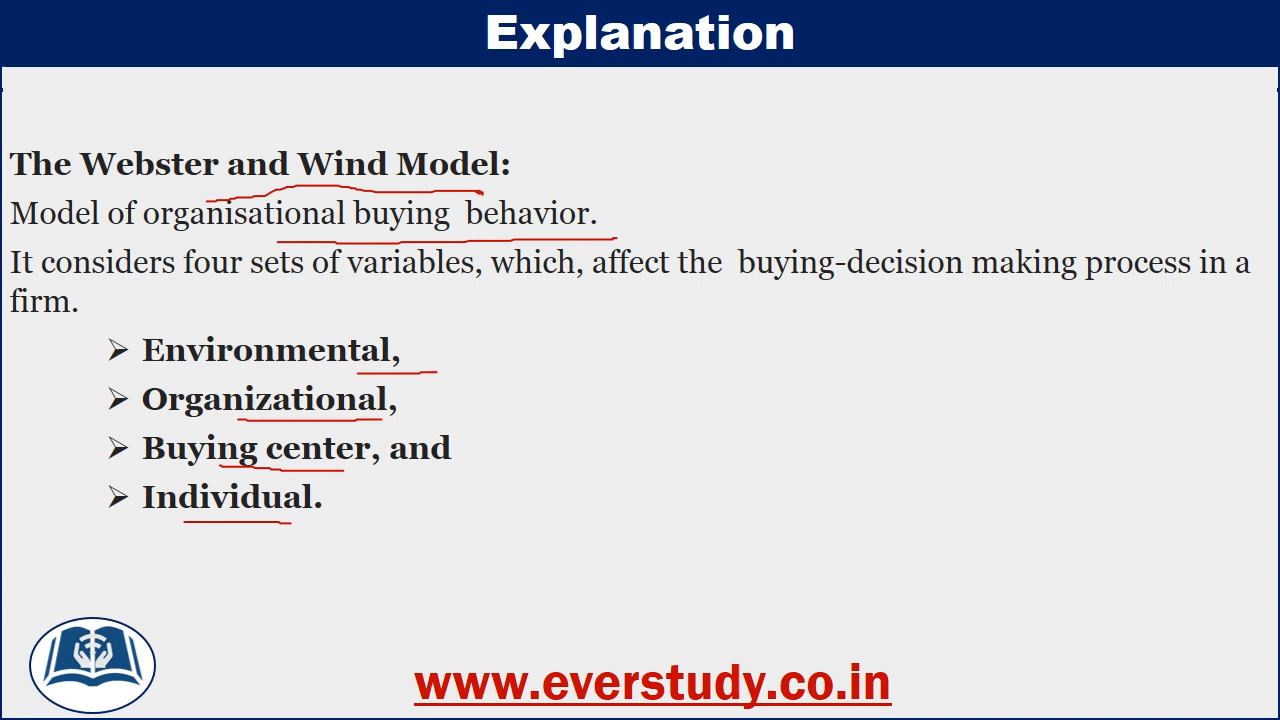 Explanation
The Webster and Wind Model:
Model of organisational buying behavior.
It considers four sets of variables, which, affect the buying-decision making process in a
firm.
➢ Environmental,
➢ Organizational,
➢ Buying center, and
➢ Individual.
www.everstudy.co.in